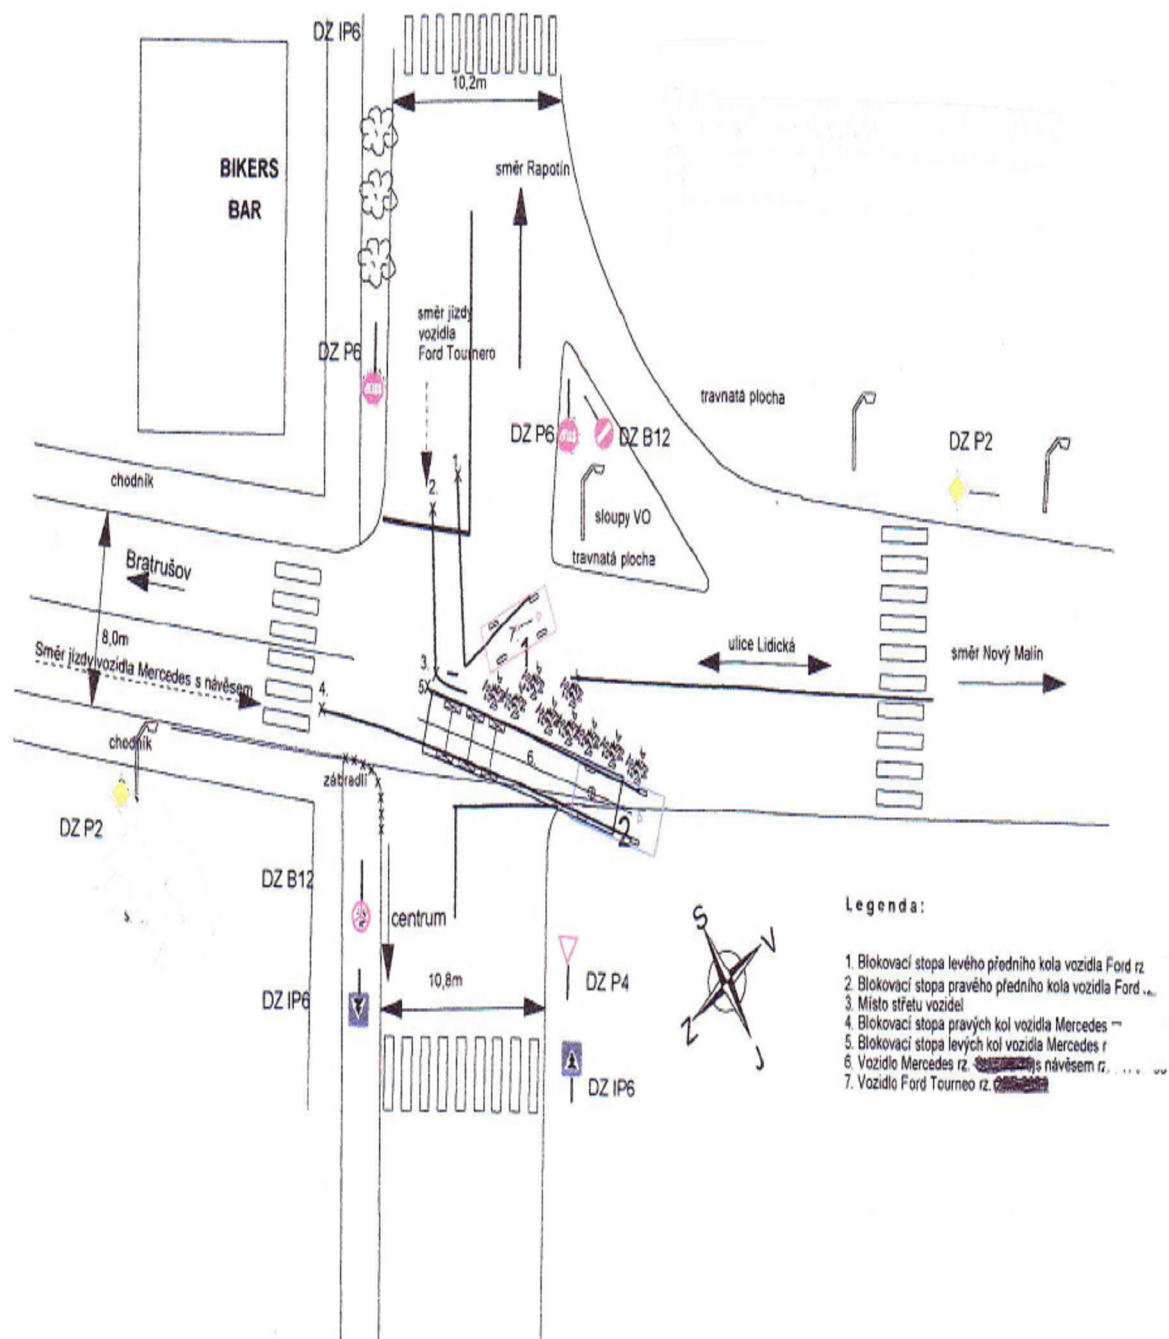 DZ IP6
10,2m
BIKERS
BAR
směr Rapotín
směr jízdy
vozidla
Ford Tournero
DZ P6
travnatá plocha
DZ P6
DZ B12
DZ P2
1.
2.
chodník
sloupy VO
travnatá plocha
Bratrušov
8,0m
Směr jízdy vozidla Mercedes s návěsem
ulice Lidická
směr Nový Malín
7
1
3.
4.
5.
6.
2
chodník
zábradlí
DZ P2
DZ B12
centrum
s.
DZ IP6
10,8m
DZ P4
DZ IP6
S
V
Z
J
Legenda:
1. Blokovací stopa levého předního kola vozidla Ford rz
2. Blokovací stopa pravého předního kola vozidla Ford
3. Místo střetu vozidel
4. Blokovací stopa pravých kol vozidla Mercedes
5. Blokovací stopa levých kol vozidla Mercedes r
6. Vozidlo Mercedes rz. s návěsem rz.
7. Vozidlo Ford Tourneo rz.